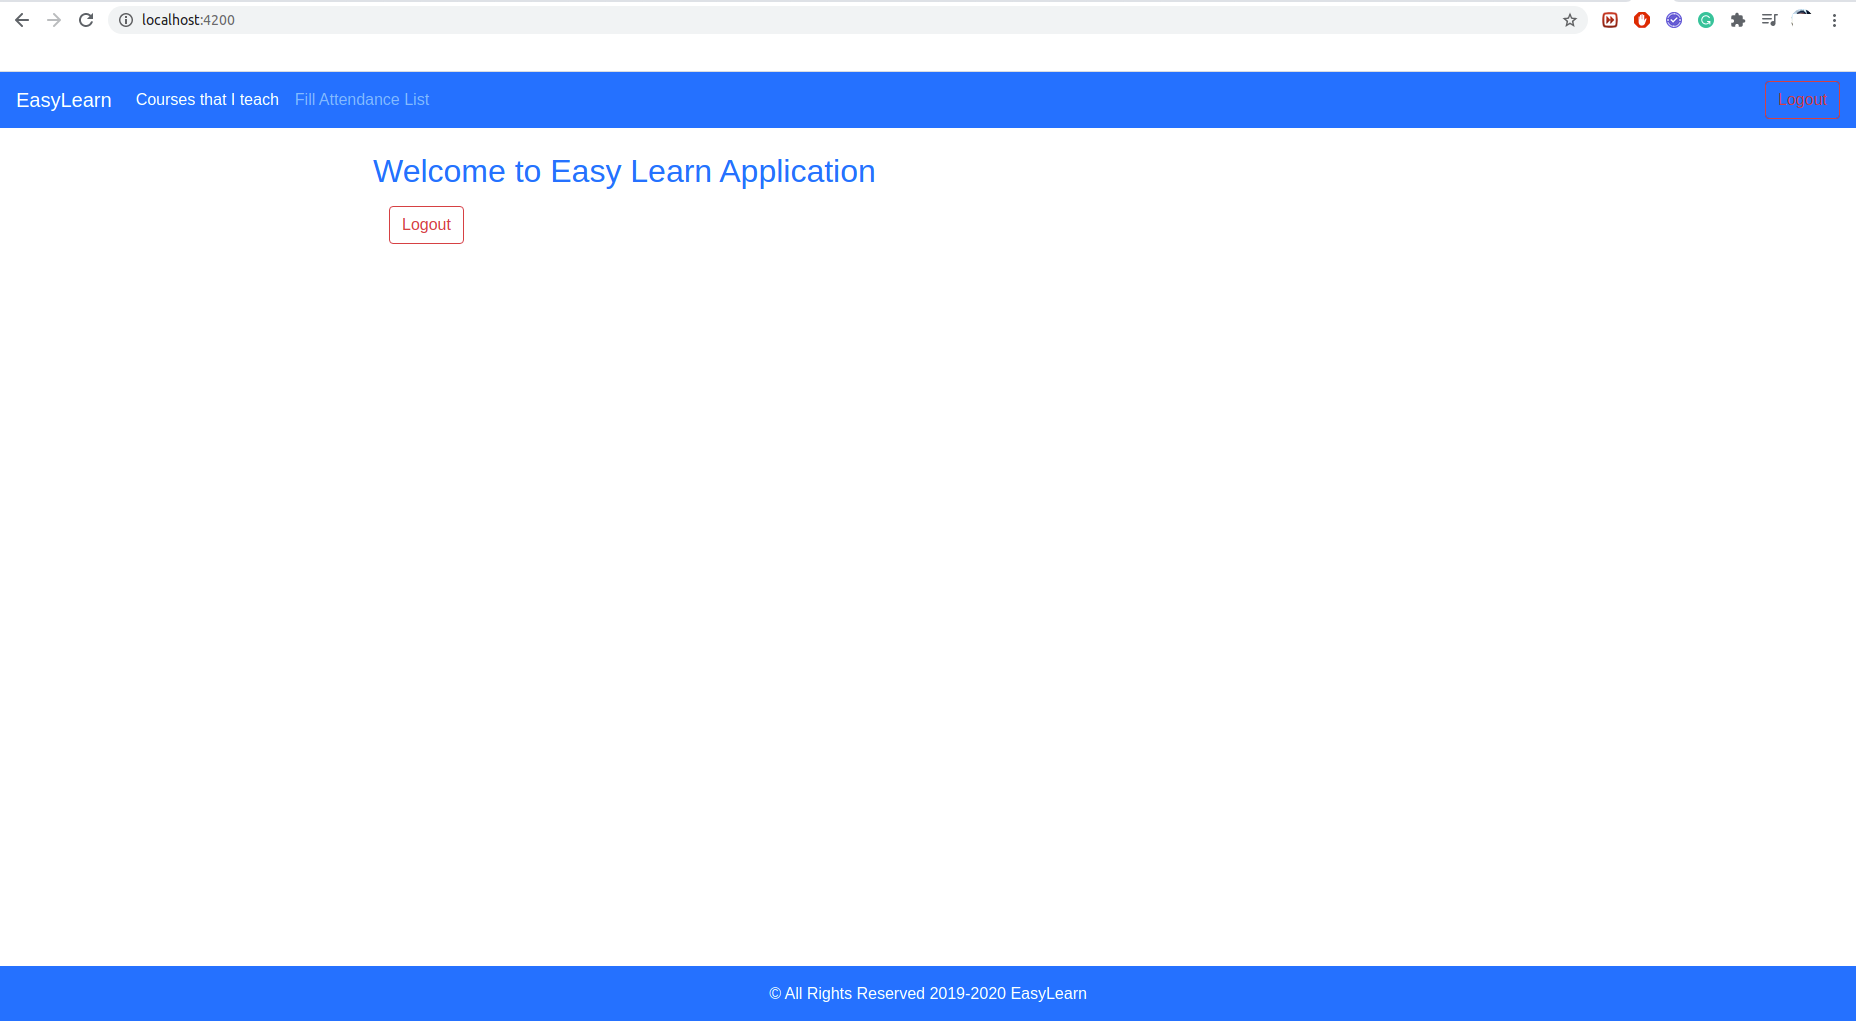 localhost:4200
EasyLearn Courses that I teach Fill Attendance List Logout
Welcome to Easy Learn Application
Logout
© All Rights Reserved 2019-2020 EasyLearn